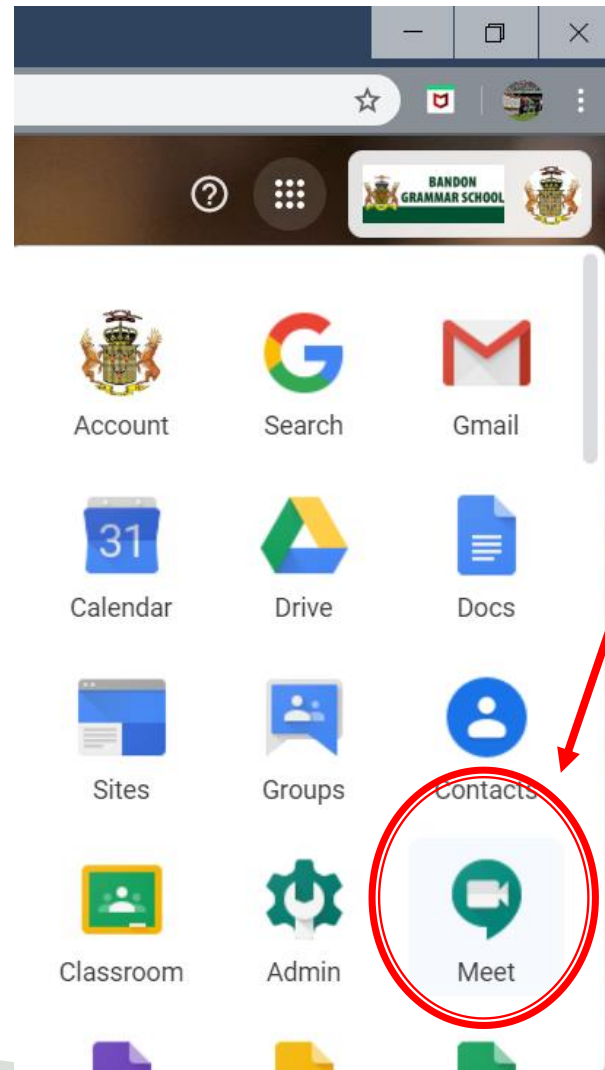 BANDON
GRAMMAR SCHOOL
Account Search Gmail
31
Calendar Drive Docs
Sites Groups Contacts
Classroom Admin Meet